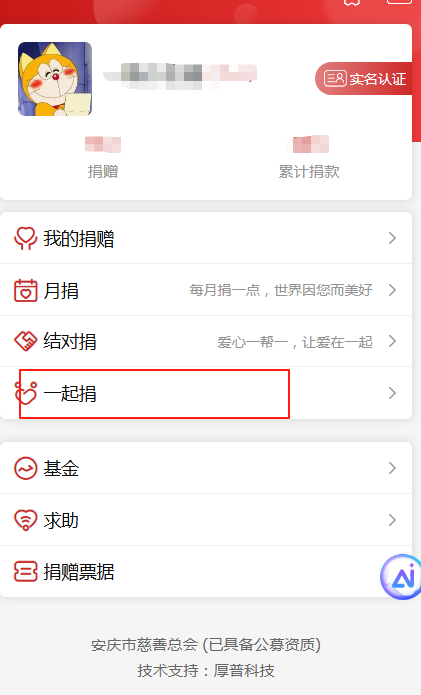 实名认证
捐赠
累计捐款
我的捐赠
月捐
每月捐一点，世界因您而美好
结对捐
爱心一帮一，让爱在一起
一起捐
基金
求助
捐赠票据
AI
安庆市慈善总会 (已具备公募资质)
技术支持：厚普科技